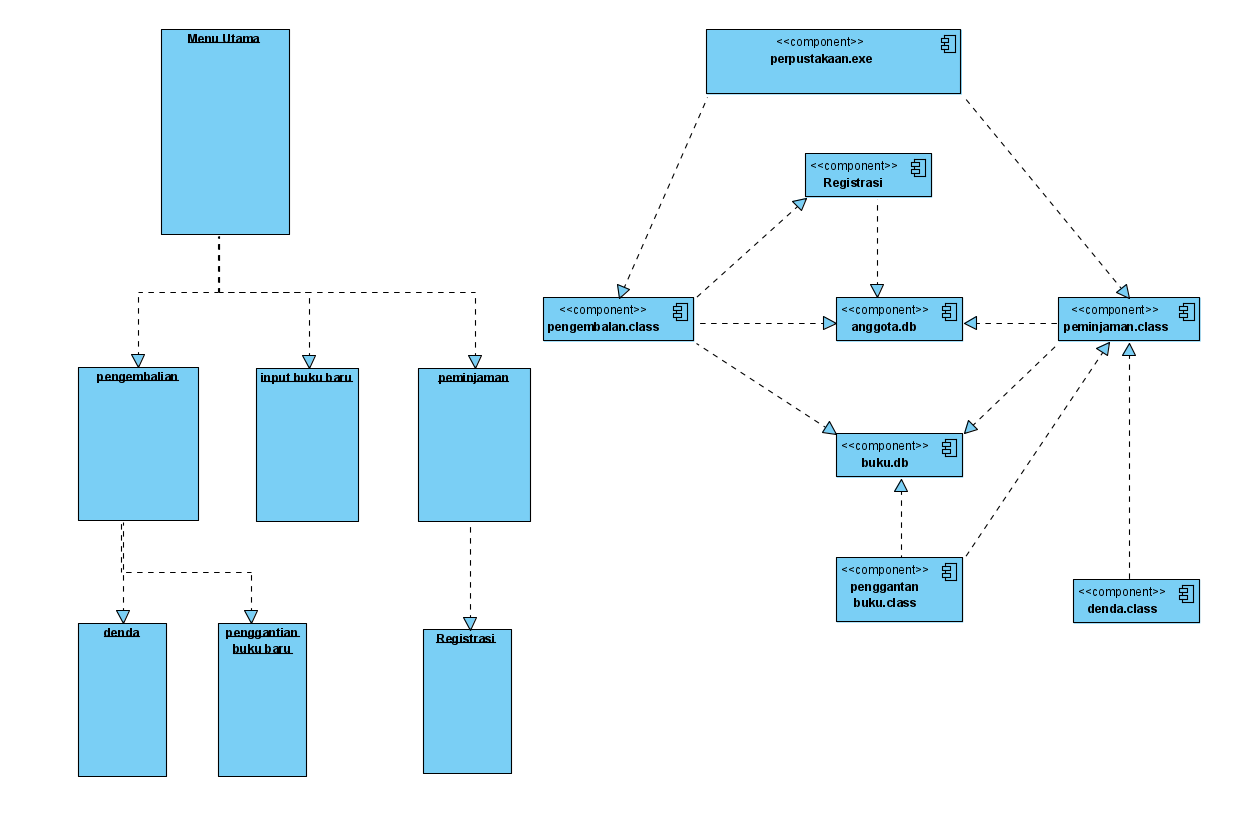 Menu Utama
pengembalian
input buku baru
peminjaman
denda
penggantian
buku baru
Registrasi
<<component>>
perpustakaan.exe
<<component>>
Registrasi
<<component>>
pengembalan.class
<<component>>
anggota.db
<<component>>
peminjaman.class
<<component>>
buku.db
<<component>>
penggantan
buku.class
<<component>>
denda.class